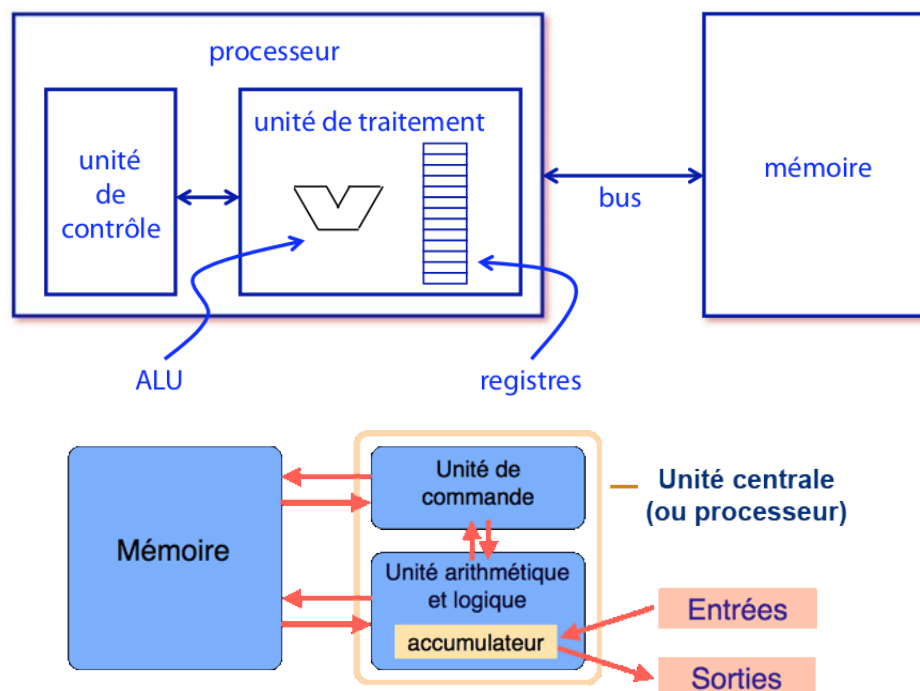 processeur
unité
de
contrôle
unité de traitement
bus
mémoire
ALU
registres
Mémoire
Unité de
commande
Unité arithmétique
et logique
accumulateur
Unité centrale
(ou processeur)
Entrées
Sorties